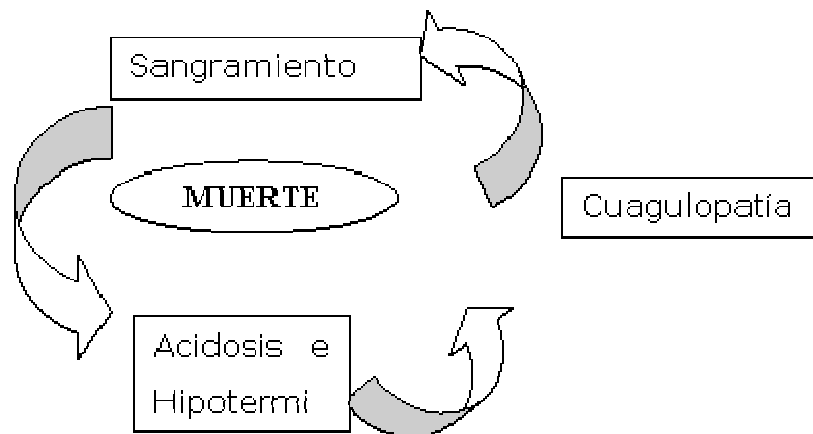 Sangramiento
MUERTE
Cuagulopatía
Acidosis e
Hipotermi